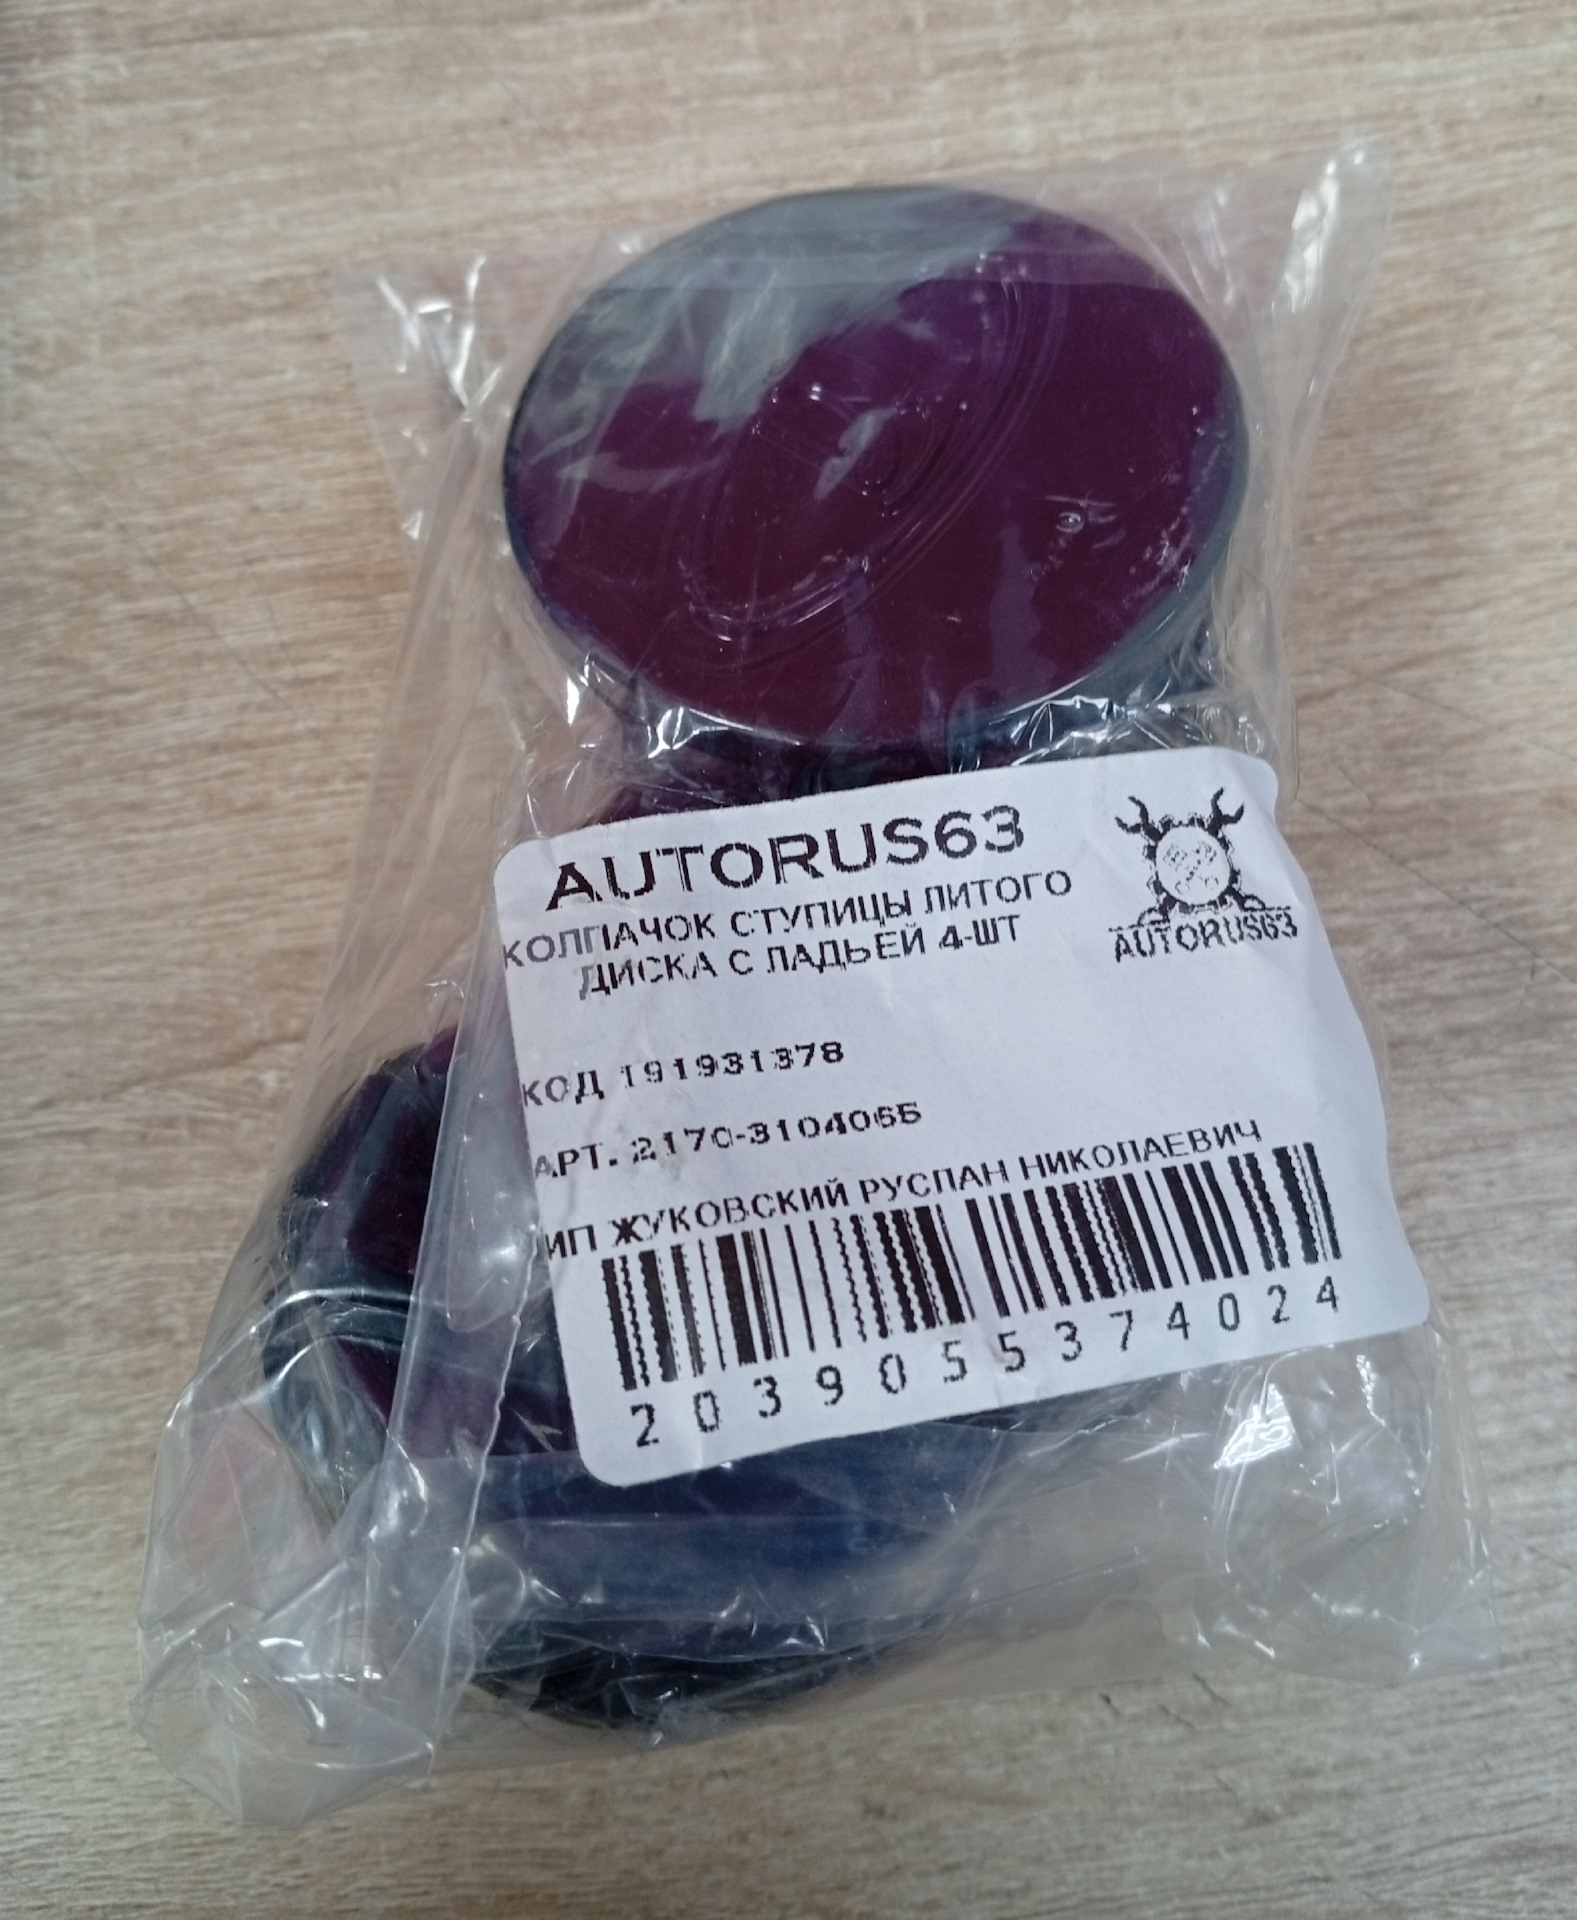 AUTORUS63
КОЛПАЧОК СТУПИЦЫ ЛИТОГО
ДИСКА С ЛАДЬЕЙ 4-ШТ
AUTORUS63
КОД 191931378
АРТ. 2170-3104065
ИП ЖУКОВСКИЙ РУСЛАН НИКОЛАЕВИЧ
2039055374024